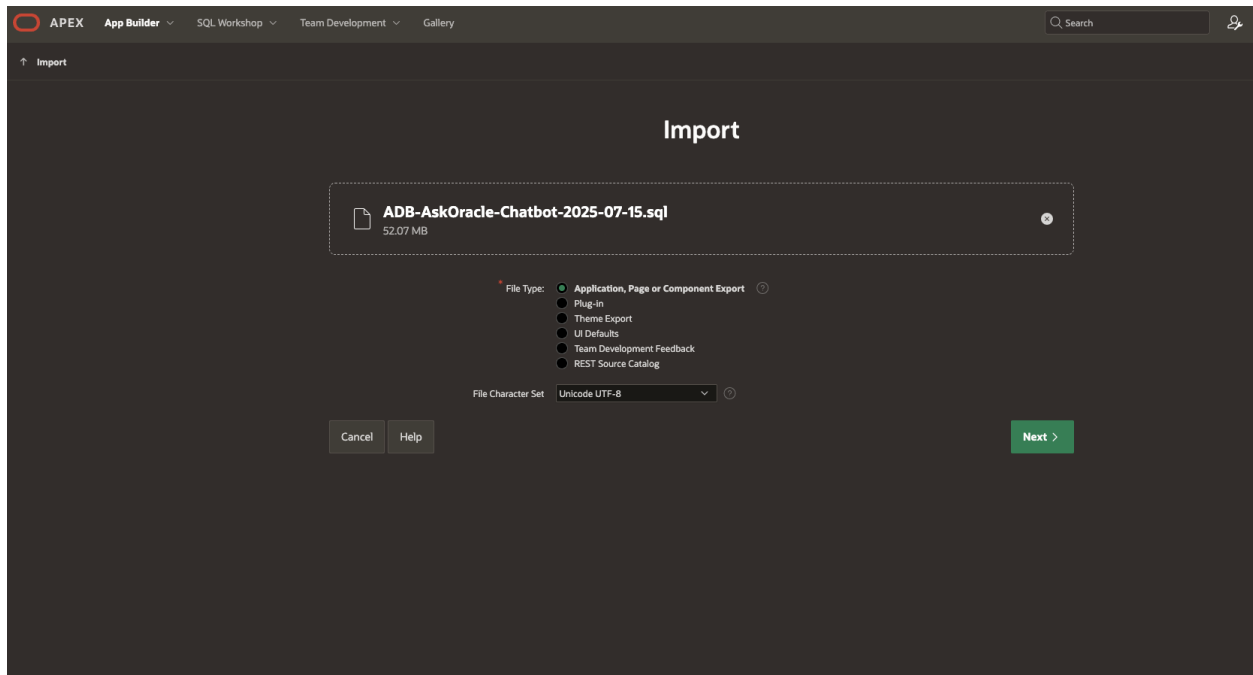 APEX App Builder SQL Workshop Team Development Gallery Search
Import
Import
ADB-AskOracle-Chatbot-2025-07-15.sql
52.07 MB
* File Type: Application, Page or Component Export ?
Plug-in
Theme Export
UI Defaults
Team Development Feedback
REST Source Catalog
File Character Set Unicode UTF-8 ?
Cancel Help Next